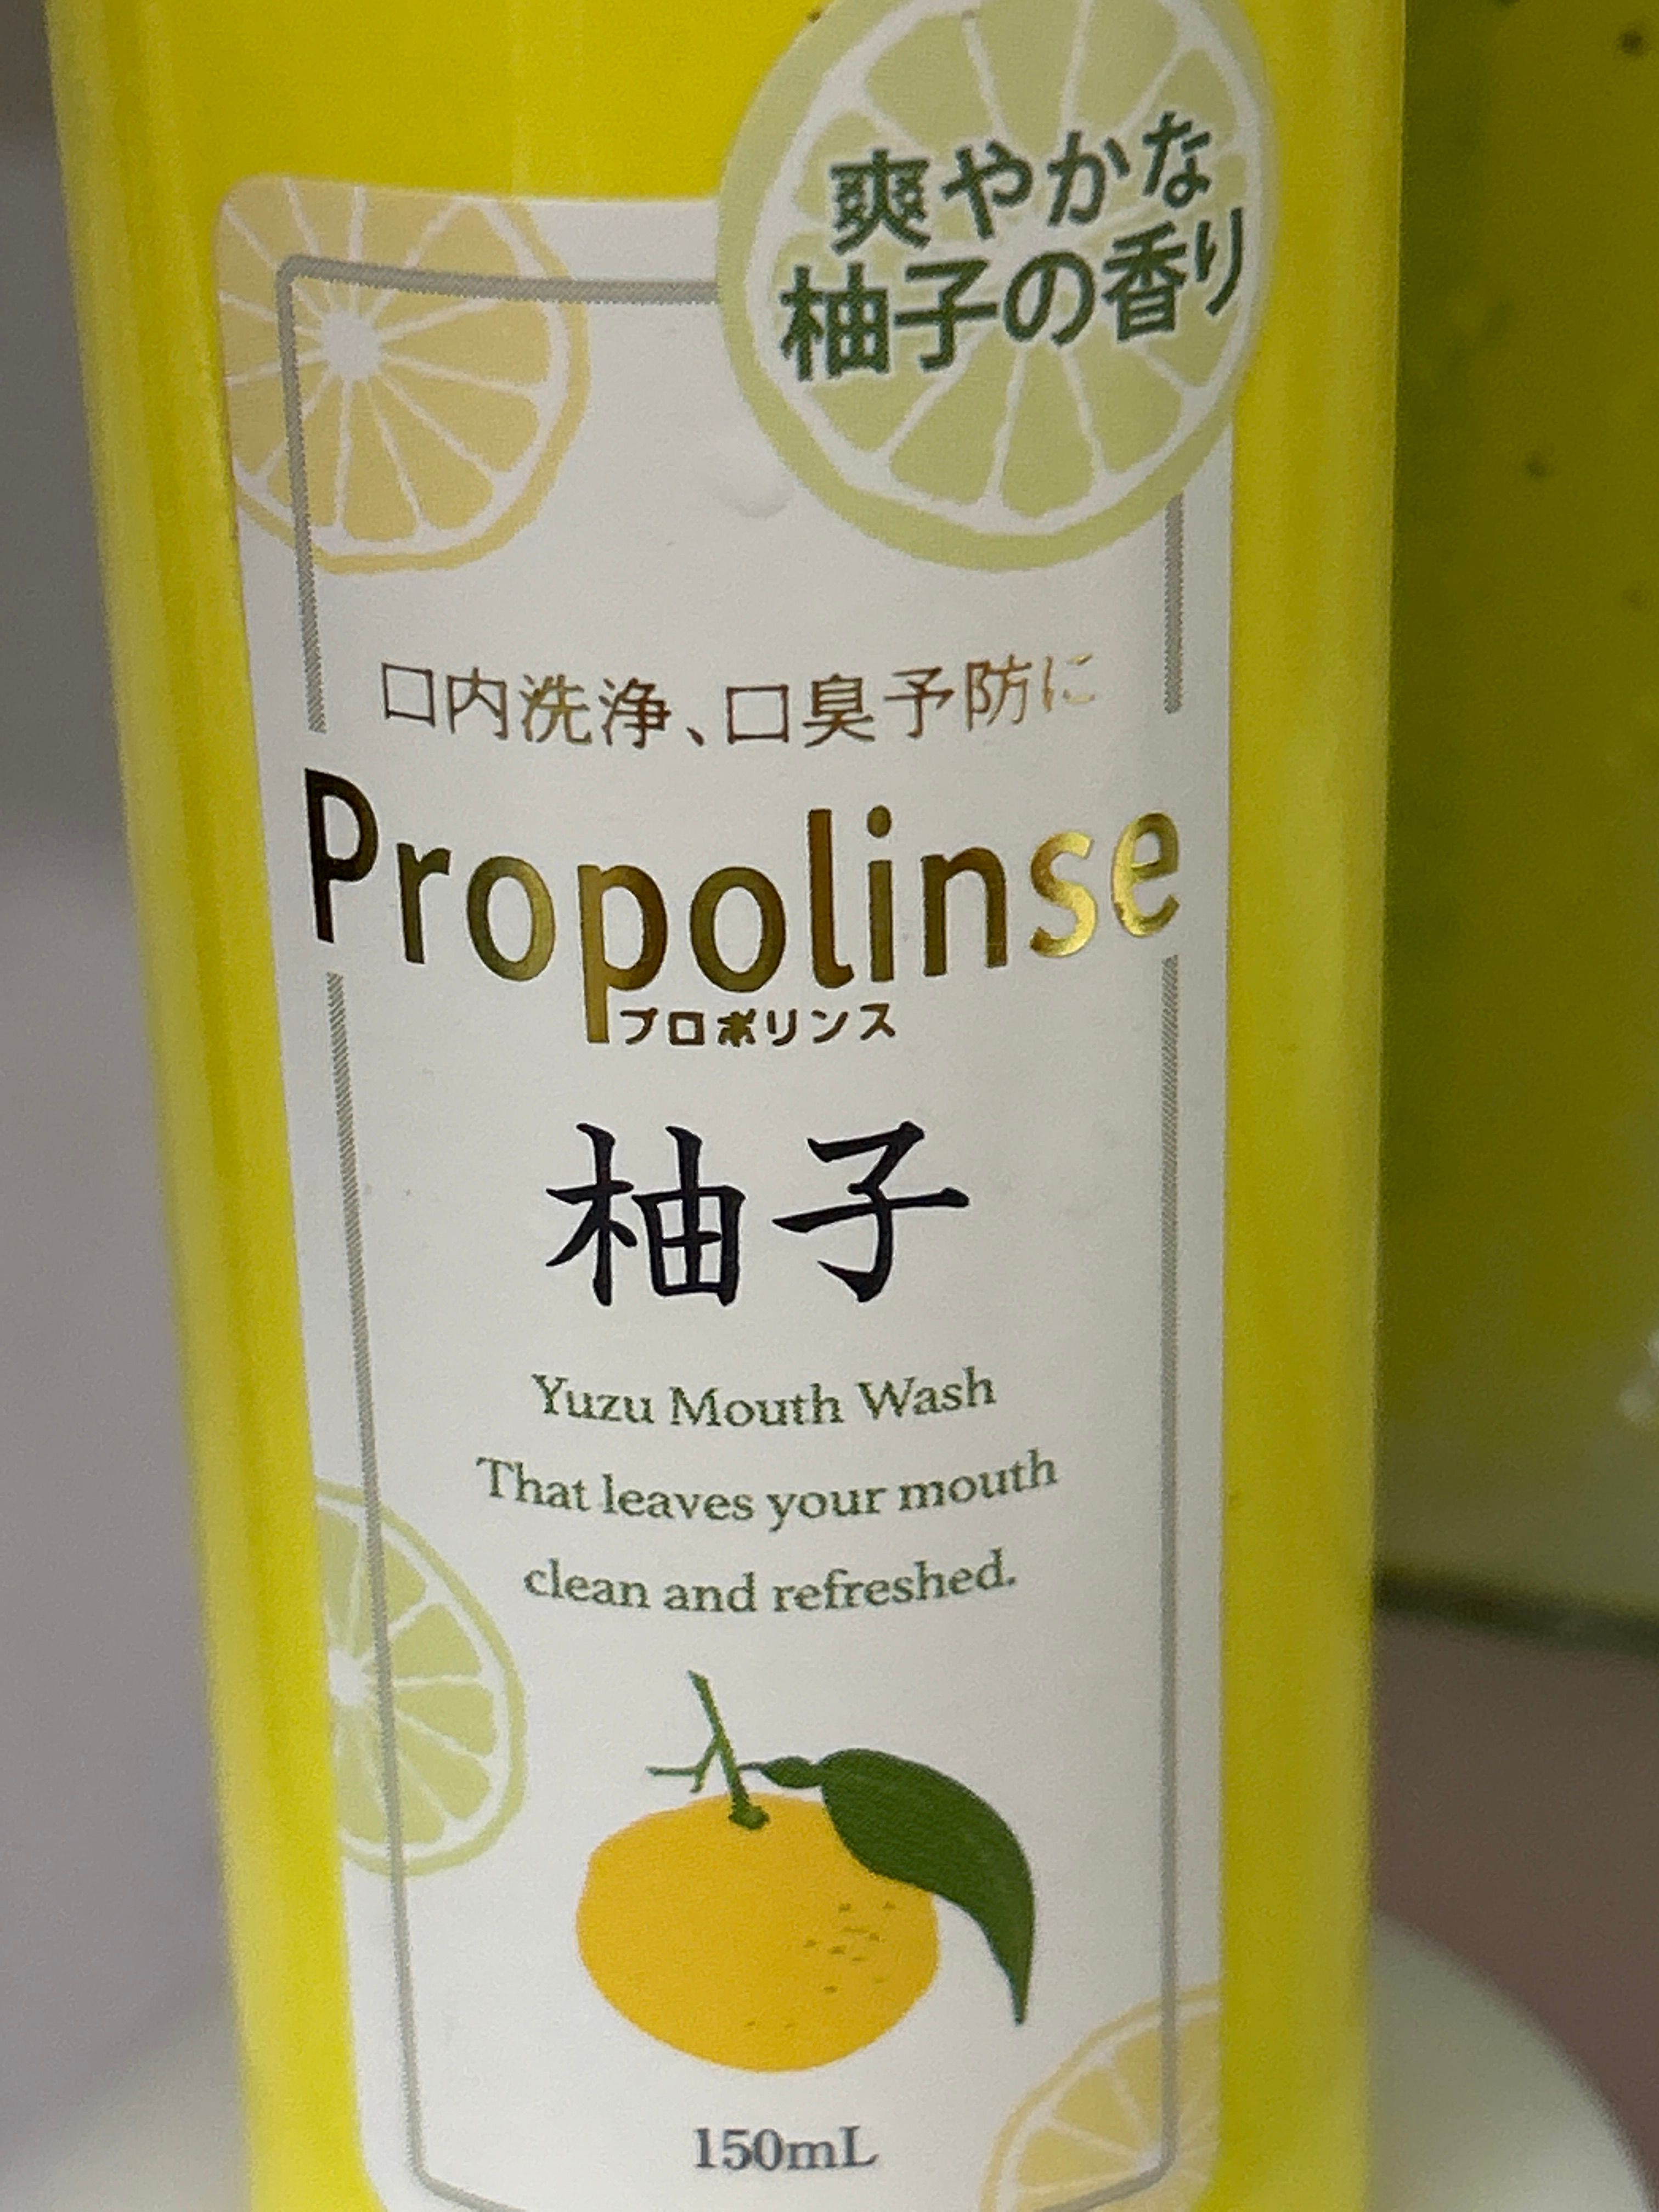 爽やかな
柚子の香り
口内洗浄、口臭予防に
Propolinse
プロポリンス
柚子
Yuzu Mouth Wash
That leaves your mouth
clean and refreshed.
150mL